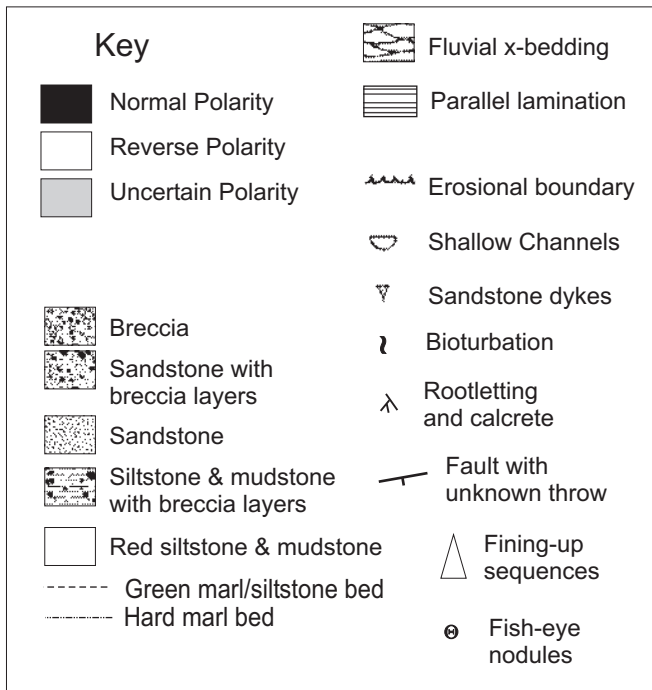 Key
Normal Polarity
Reverse Polarity
Uncertain Polarity
Breccia
Sandstone with
breccia layers
Sandstone
Siltstone & mudstone
with breccia layers
Red siltstone & mudstone
Green marl/siltstone bed
Hard marl bed
Fluvial x-bedding
Parallel lamination
Erosional boundary
Shallow Channels
Sandstone dykes
Bioturbation
Rootletting
and calcrete
Fault with
unknown throw
Fining-up
sequences
Fish-eye
nodules